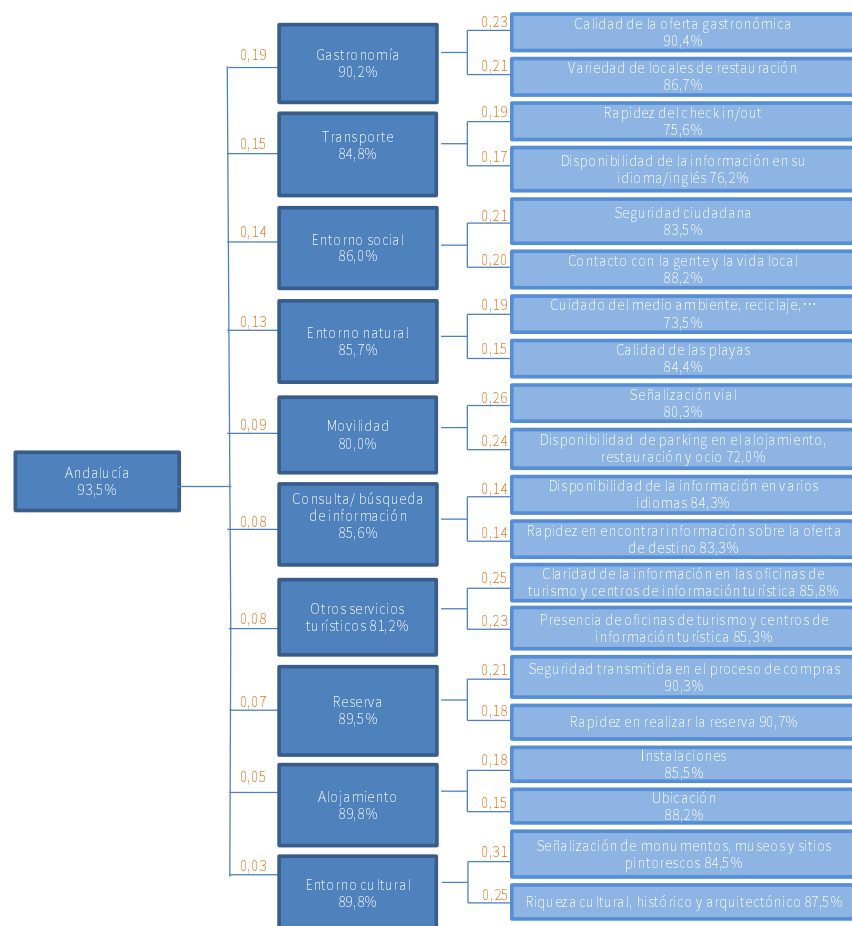 Andalucía
93,5%
0,19
Gastronomía
90,2%
0,23
Calidad de la oferta gastronómica
90,4%
0,21
Variedad de locales de restauración
86,7%
0,15
Transporte
84,8%
0,19
Rapidez del check in/out
75,6%
0,17
Disponibilidad de la información en su
idioma/inglés 76,2%
0,14
Entorno social
86,0%
0,21
Seguridad ciudadana
83,5%
0,20
Contacto con la gente y la vida local
88,2%
0,13
Entorno natural
85,7%
0,19
Cuidado del medio ambiente, reciclaje,…
73,5%
0,15
Calidad de las playas
84,4%
0,09
Movilidad
80,0%
0,26
Señalización vial
80,3%
0,24
Disponibilidad de parking en el alojamiento,
restauración y ocio 72,0%
0,08
Consulta/ búsqueda
de información
85,6%
0,14
Disponibilidad de la información en varios
idiomas 84,3%
0,14
Rapidez en encontrar información sobre la oferta
de destino 83,3%
0,08
Otros servicios
turísticos 81,2%
0,25
Claridad de la información en las oficinas de
turismo y centros de información turística 85,8%
0,23
Presencia de oficinas de turismo y centros de
información turística 85,3%
0,07
Reserva
89,5%
0,21
Seguridad transmitida en el proceso de compras
90,3%
0,18
Rapidez en realizar la reserva 90,7%
0,05
Alojamiento
89,8%
0,18
Instalaciones
85,5%
0,15
Ubicación
88,2%
0,03
Entorno cultural
89,8%
0,31
Señalización de monumentos, museos y sitios
pintorescos 84,5%
0,25
Riqueza cultural, histórico y arquitectónico 87,5%